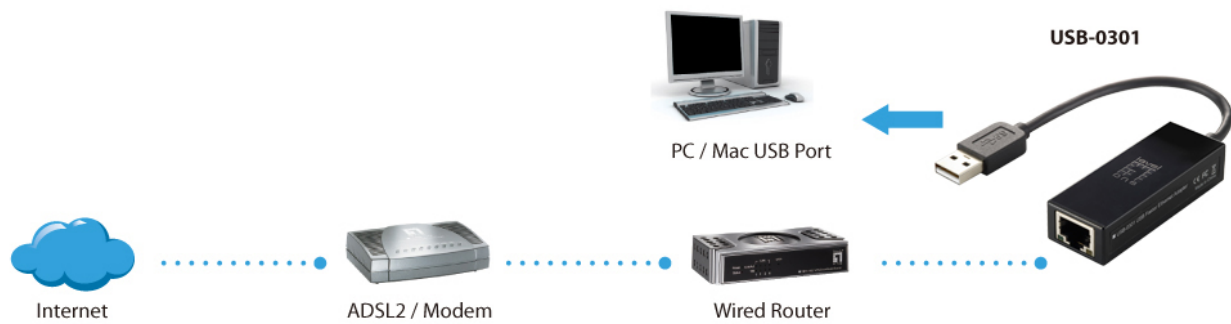 USB-0301
PC / Mac USB Port
Internet
ADSL2 / Modem
Wired Router